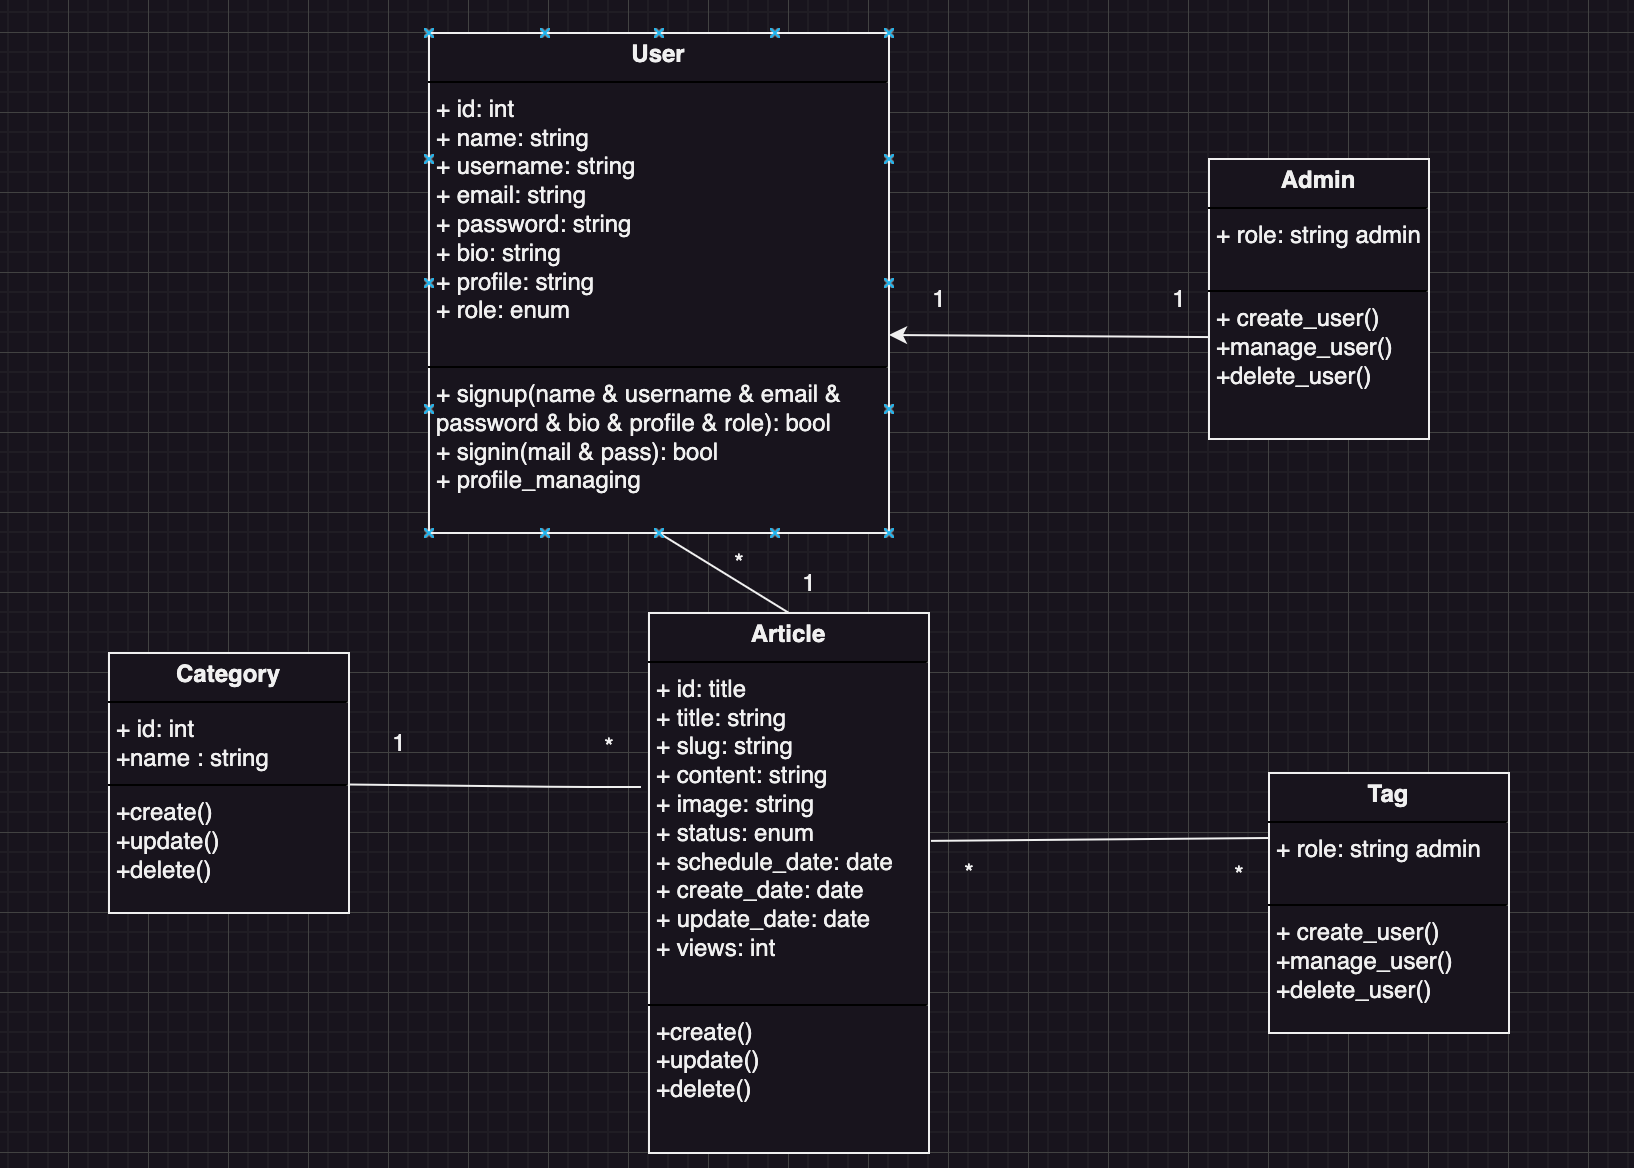 User
+ id: int
+ name: string
+ username: string
+ email: string
+ password: string
+ bio: string
+ profile: string
+ role: enum
+ signup(name & username & email &
password & bio & profile & role): bool
+ signin(mail & pass): bool
+ profile_managing
1
1
Admin
+ role: string admin
+ create_user()
+manage_user()
+delete_user()
*
1
Category
+ id: int
+name : string
+create()
+update()
+delete()
1
*
Article
+ id: title
+ title: string
+ slug: string
+ content: string
+ image: string
+ status: enum
+ schedule_date: date
+ create_date: date
+ update_date: date
+ views: int
+create()
+update()
+delete()
*
*
Tag
+ role: string admin
+ create_user()
+manage_user()
+delete_user()